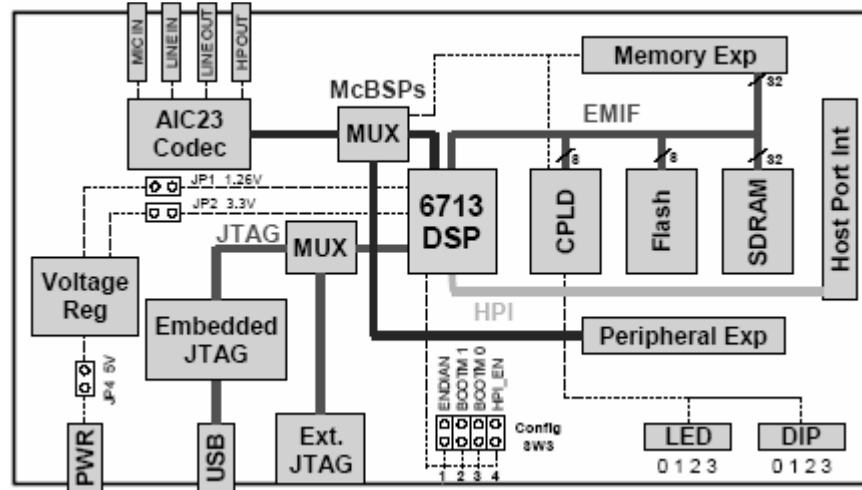 MIC IN
LINE IN
LINE OUT
HP OUT
AIC23
Codec
McBSPs
MUX
Memory Exp
32
EMIF
8
8
32
Host Port Int
JP1 1.26V
JP2 3.3V
6713
DSP
CPLD
Flash
SDRAM
JTAG
MUX
Voltage
Reg
HPI
Embedded
JTAG
Peripheral Exp
JP4 5V
ENDIAN
BOOTM 1
BOOTM 0
HPI_EN
Config
SW3
1 2 3 4
PWR
USB
Ext.
JTAG
LED
DIP
0 1 2 3
0 1 2 3